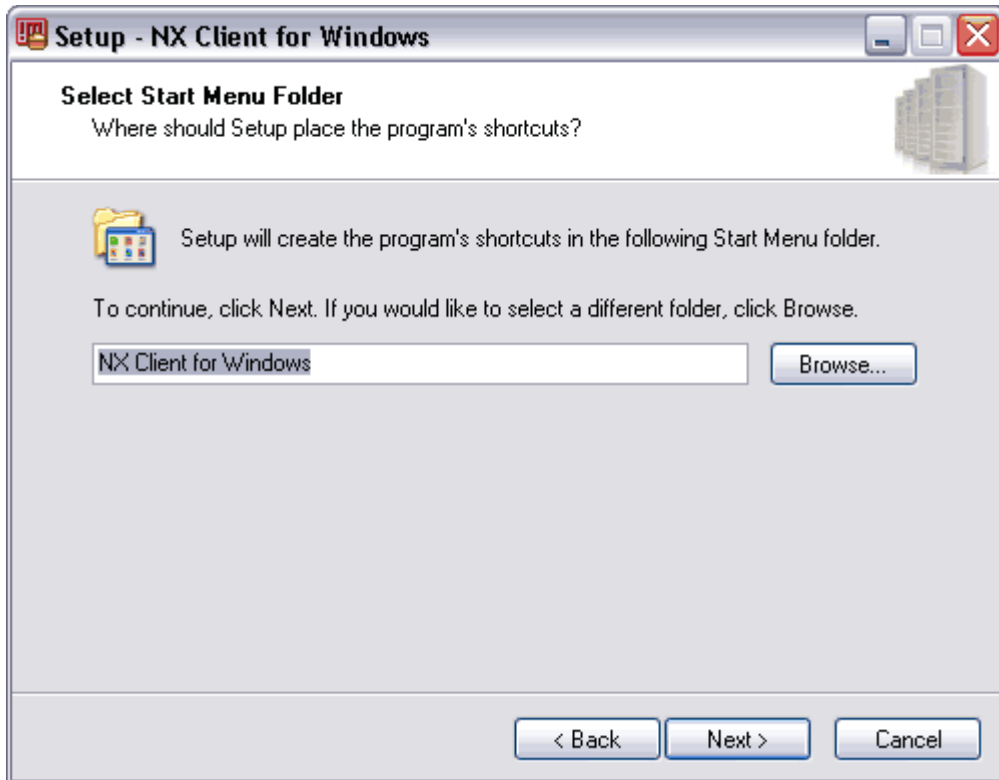 Setup - NX Client for Windows
Select Start Menu Folder
Where should Setup place the program's shortcuts?
Setup will create the program's shortcuts in the following Start Menu folder.
To continue, click Next. If you would like to select a different folder, click Browse.
NX Client for Windows
Browse...
< Back
Next >
Cancel